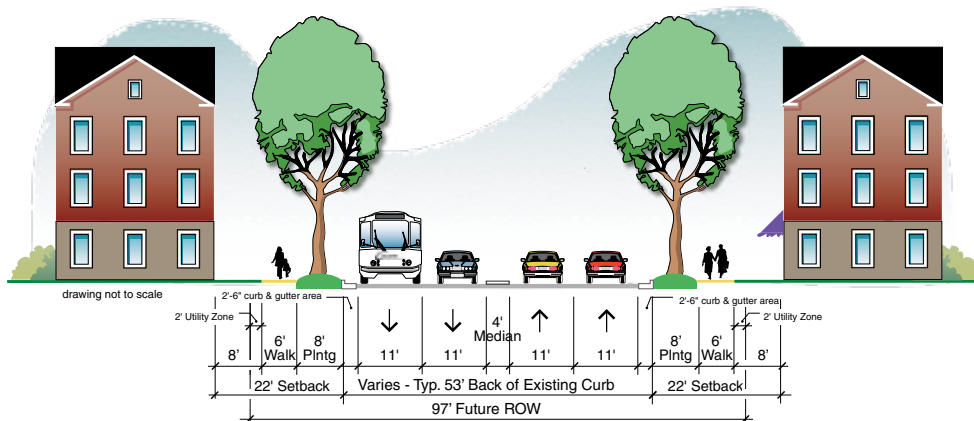 drawing not to scale
2'-6" curb & gutter area
2'-6" curb & gutter area
2' Utility Zone
2' Utility Zone
4'
Median
6'
Walk
8'
Plntg
8'
Plntg
6'
Walk
8’ 11' 11' 11' 11' 8'
22' Setback Varies - Typ. 53’ Back of Existing Curb 22' Setback
97’ Future ROW